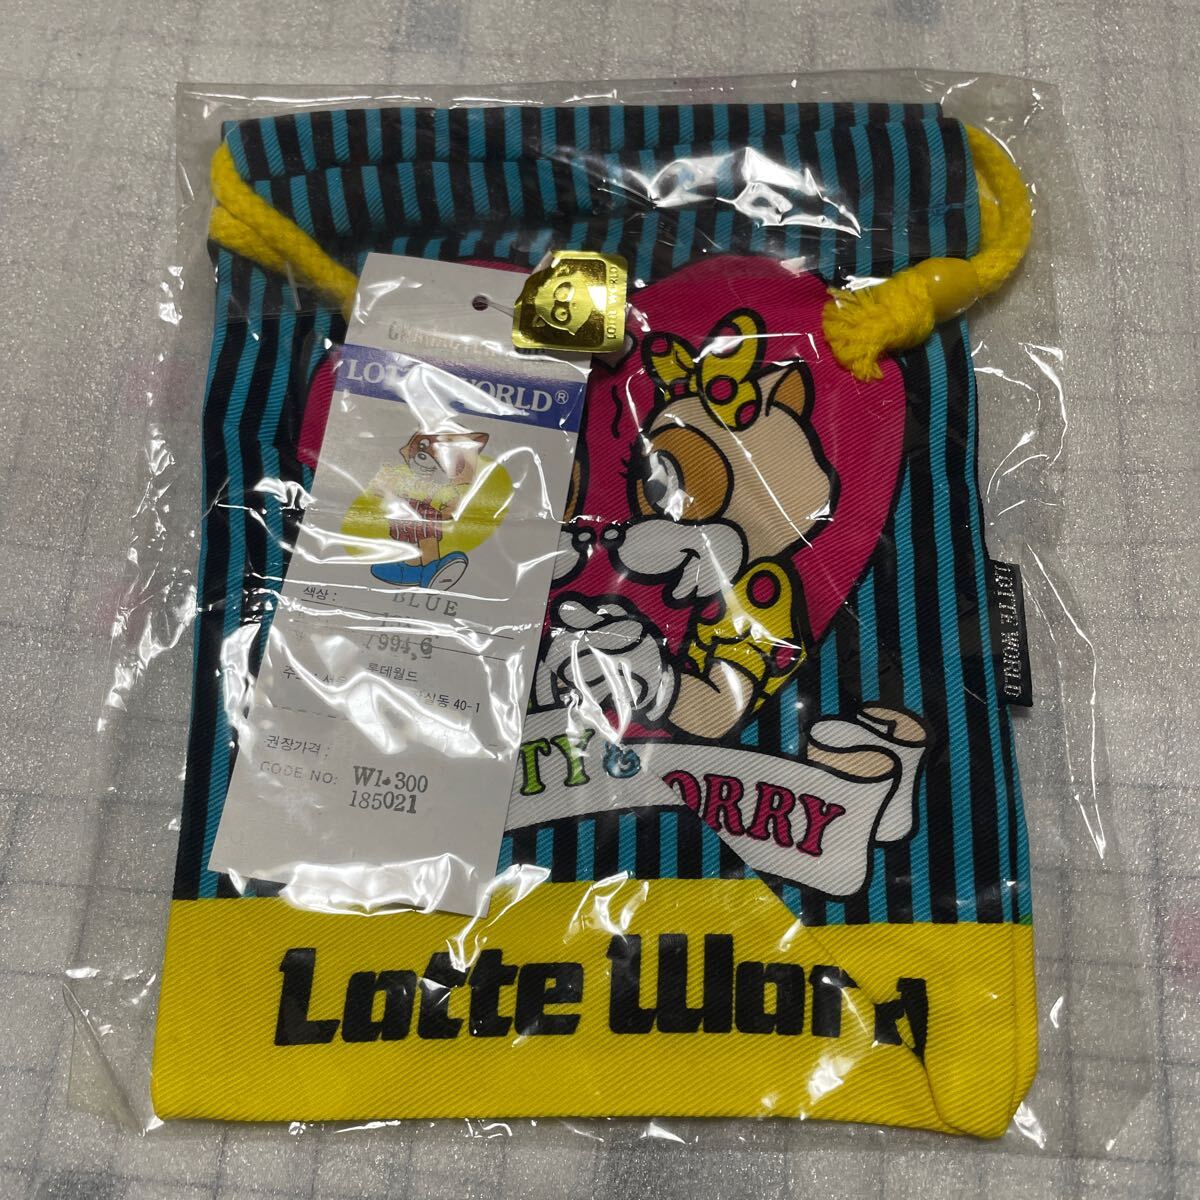 LOTTE WORLD
LOTTE WORLD®
색상 : BLUE
1994.6
롯데월드
40-1
권장가격 :
CODE NO: W1.300
185021
LOTTE WORLD
TY &
ORRY
Lotte World